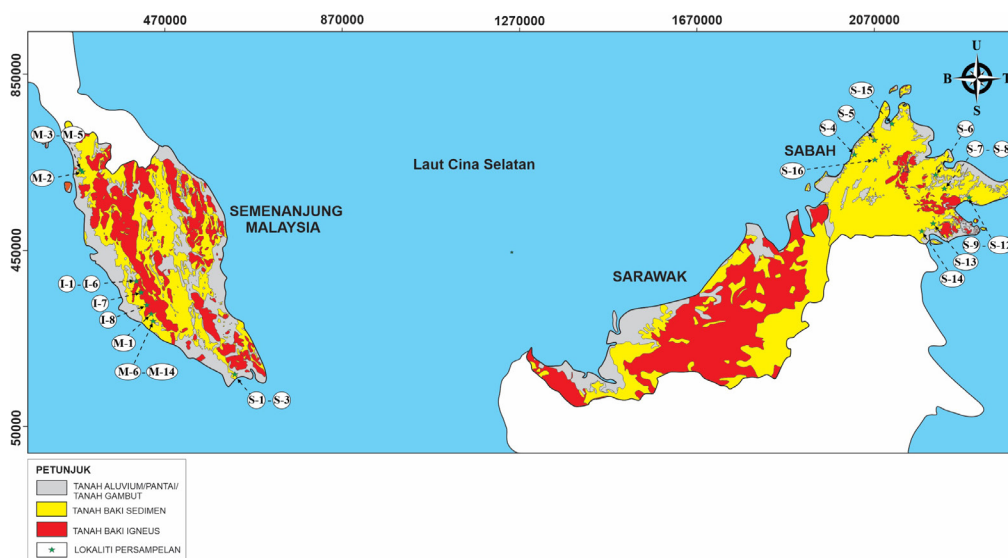 470000
870000
1270000
1670000
2070000
850000
450000
50000
U
B
T
S
M-3
M-5
M-2
SEMENANJUNG
MALAYSIA
I-1
I-6
I-7
I-8
M-1
M-6
M-14
S-1
S-3
Laut Cina Selatan
SARAWAK
SABAH
S-15
S-5
S-4
S-16
S-6
S-7
S-8
S-9
S-12
S-13
S-14
PETUNJUK
TANAH ALUVIUM/PANTAI/
TANAH GAMBUT
TANAH BAKI SEDIMEN
TANAH BAKI IGNEUS
LOKALITI PERSAMPELAN